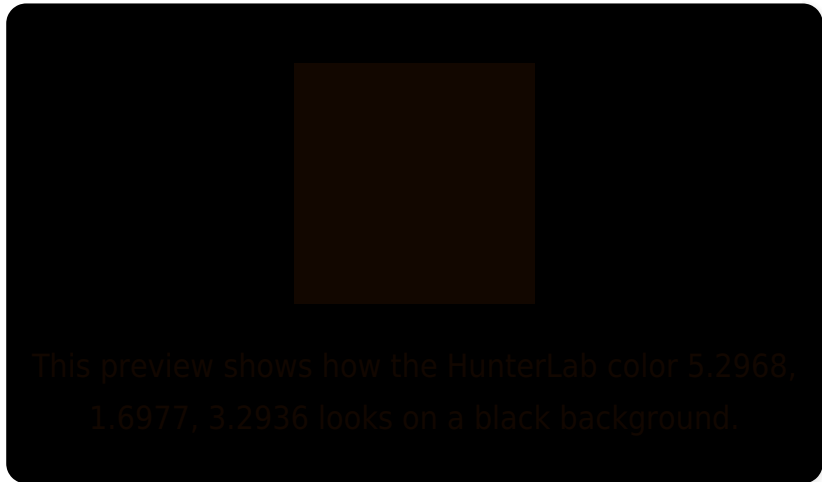 This preview shows how the HunterLab color 5.2968,
1.6977, 3.2936 looks on a black background.